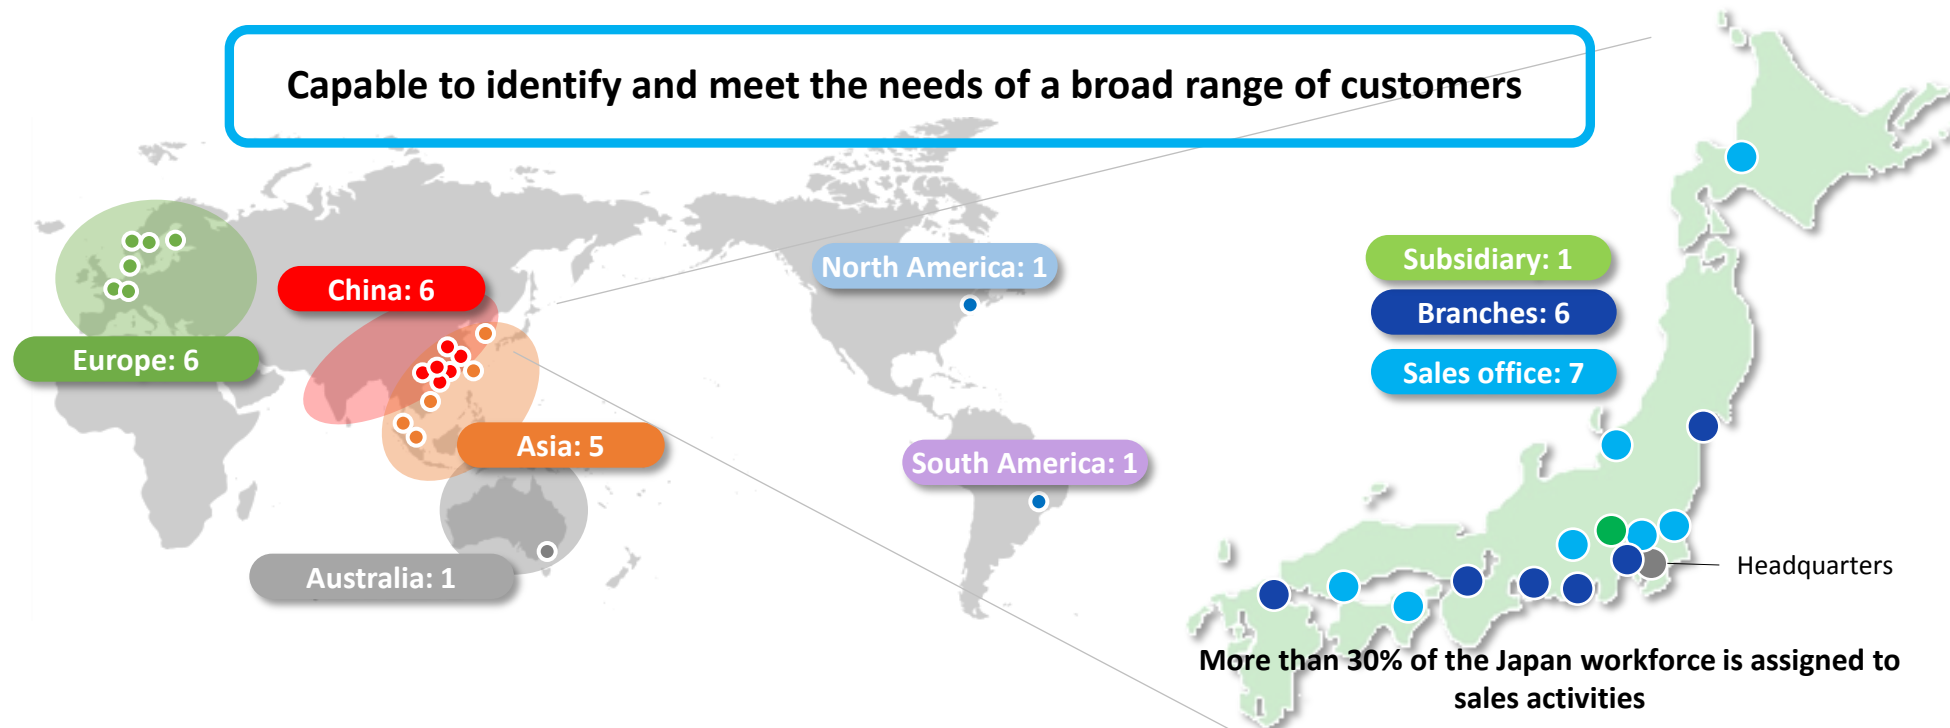 Capable to identify and meet the needs of a broad range of customers
North America: 1
Subsidiary: 1
China: 6
Branches: 6
Europe: 6
Sales office: 7
Asia: 5
South America: 1
Australia: 1
Headquarters
More than 30% of the Japan workforce is assigned to
sales activities